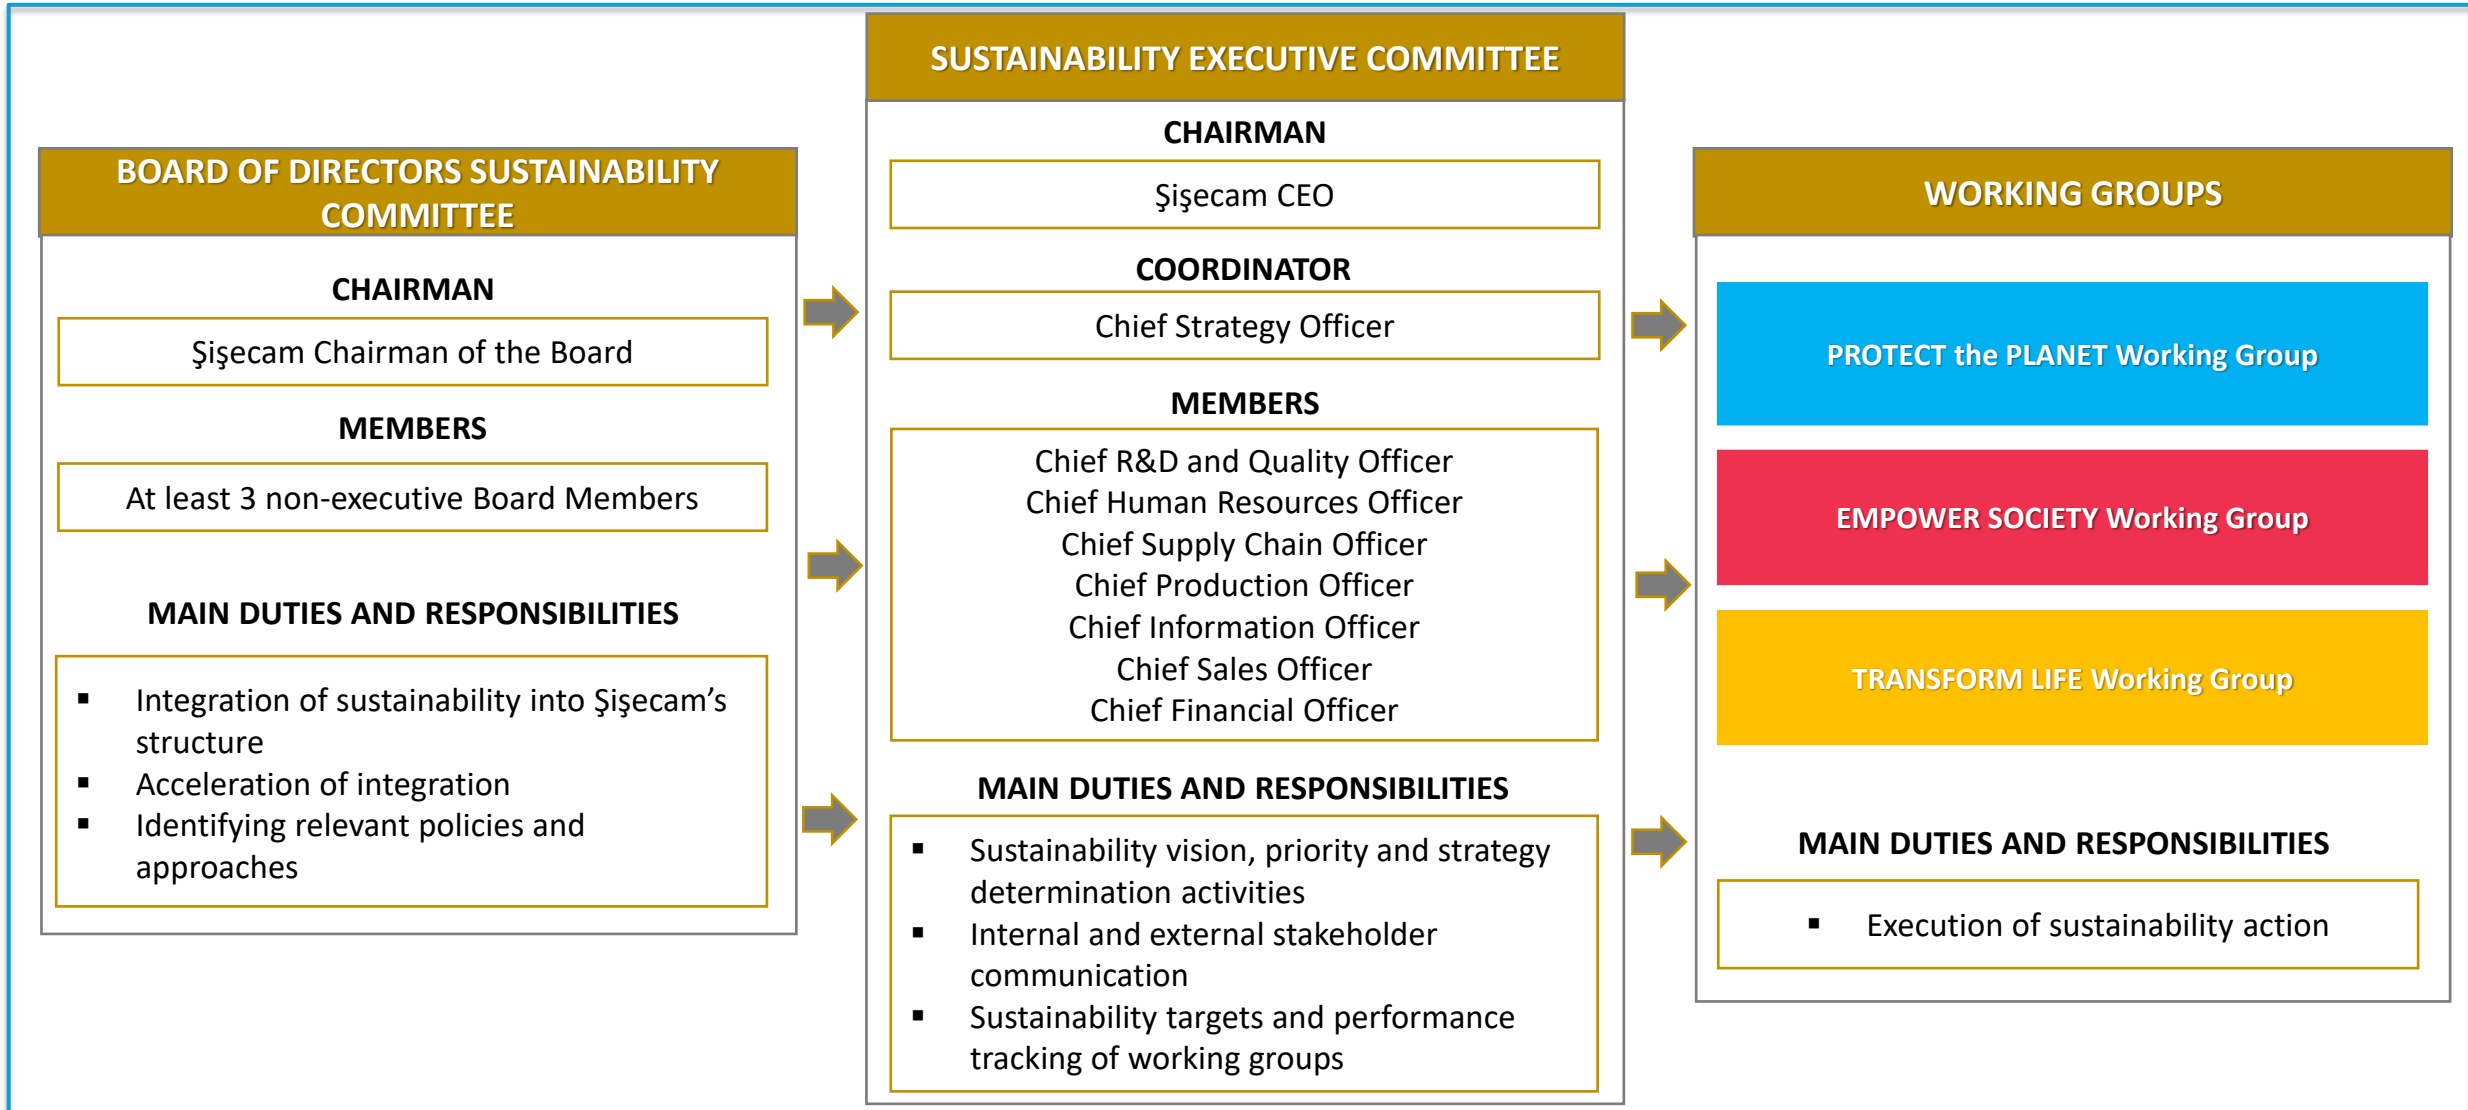 BOARD OF DIRECTORS SUSTAINABILITY
COMMITTEE
CHAIRMAN
Şişecam Chairman of the Board
MEMBERS
At least 3 non-executive Board Members
MAIN DUTIES AND RESPONSIBILITIES
▪ Integration of sustainability into Şişecam’s
structure
▪ Acceleration of integration
▪ Identifying relevant policies and
approaches
SUSTAINABILITY EXECUTIVE COMMITTEE
CHAIRMAN
Şişecam CEO
COORDINATOR
Chief Strategy Officer
MEMBERS
Chief R&D and Quality Officer
Chief Human Resources Officer
Chief Supply Chain Officer
Chief Production Officer
Chief Information Officer
Chief Sales Officer
Chief Financial Officer
MAIN DUTIES AND RESPONSIBILITIES
▪ Sustainability vision, priority and strategy
determination activities
▪ Internal and external stakeholder
communication
▪ Sustainability targets and performance
tracking of working groups
WORKING GROUPS
PROTECT the PLANET Working Group
EMPOWER SOCIETY Working Group
TRANSFORM LIFE Working Group
MAIN DUTIES AND RESPONSIBILITIES
▪ Execution of sustainability action